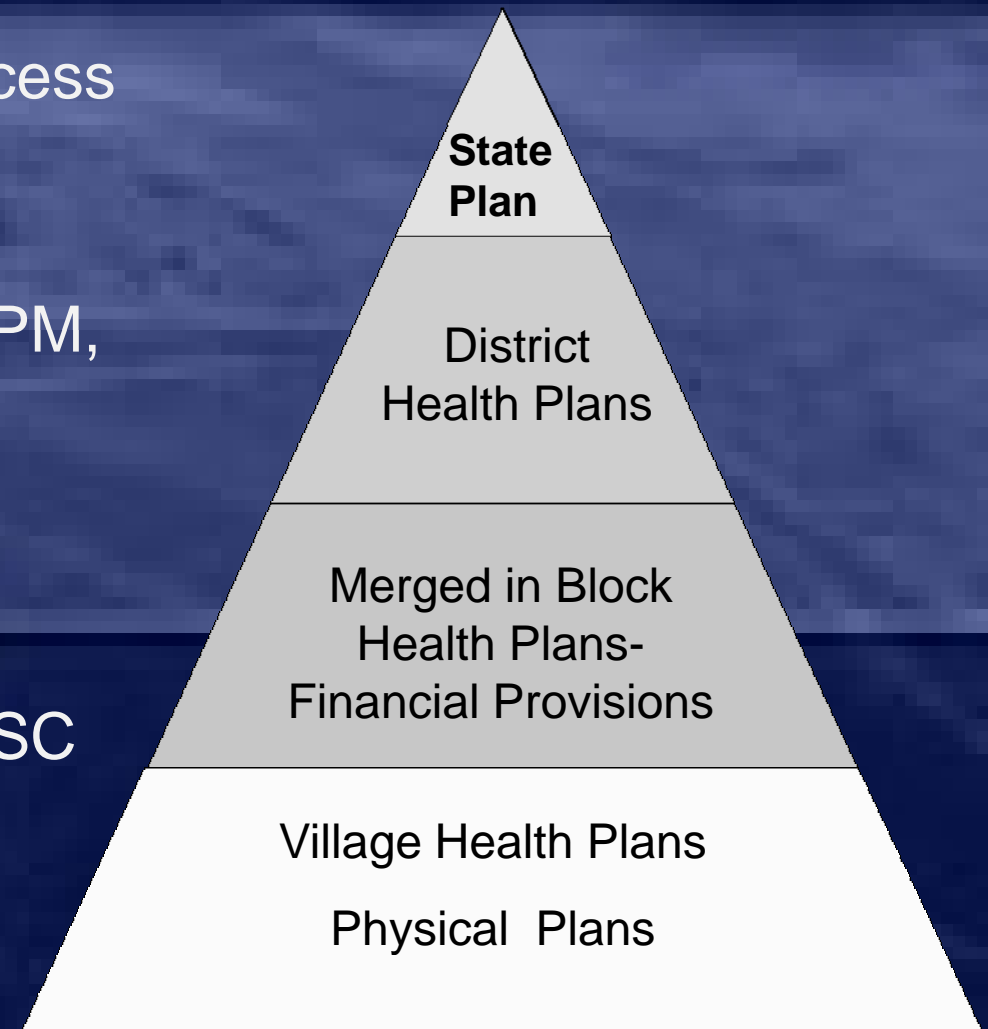 cess
State
Plan
PM,
District
Health Plans
Merged in Block
Health Plans-
Financial Provisions
SC
Village Health Plans
Physical Plans